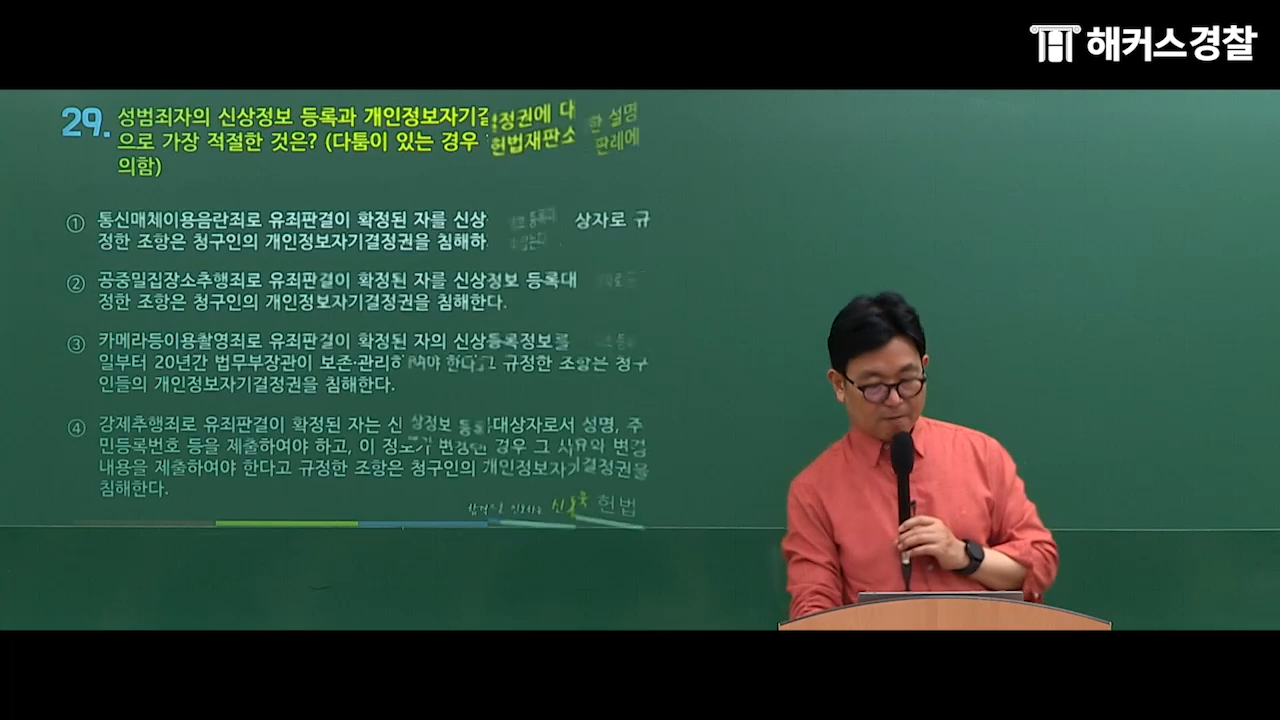 해커스경찰
29. 성범죄자의 신상정보 등록과 개인정보자기결정권에 대한 설명
으로 가장 적절한 것은? (다툼이 있는 경우 헌법재판소 판례에
의함)
① 통신매체이용음란죄로 유죄판결이 확정된 자를 신상 상자로 규
정한 조항은 청구인의 개인정보자기결정권을 침해하
② 공중밀집장소추행죄로 유죄판결이 확정된 자를 신상정보 등록대
정한 조항은 청구인의 개인정보자기결정권을 침해한다.
③ 카메라등이용촬영죄로 유죄판결이 확정된 자의 신상등록정보를
일부터 20년간 법무부장관이 보존·관리하여야 한다고 규정한 조항은 청구
인들의 개인정보자기결정권을 침해한다.
④ 강제추행죄로 유죄판결이 확정된 자는 신상정보 등록대상자로서 성명, 주
민등록번호 등을 제출하여야 하고, 이 정보가 변경된 경우 그 사유와 변경
내용을 제출하여야 한다고 규정한 조항은 청구인의 개인정보자기결정권을
침해한다.
헌법